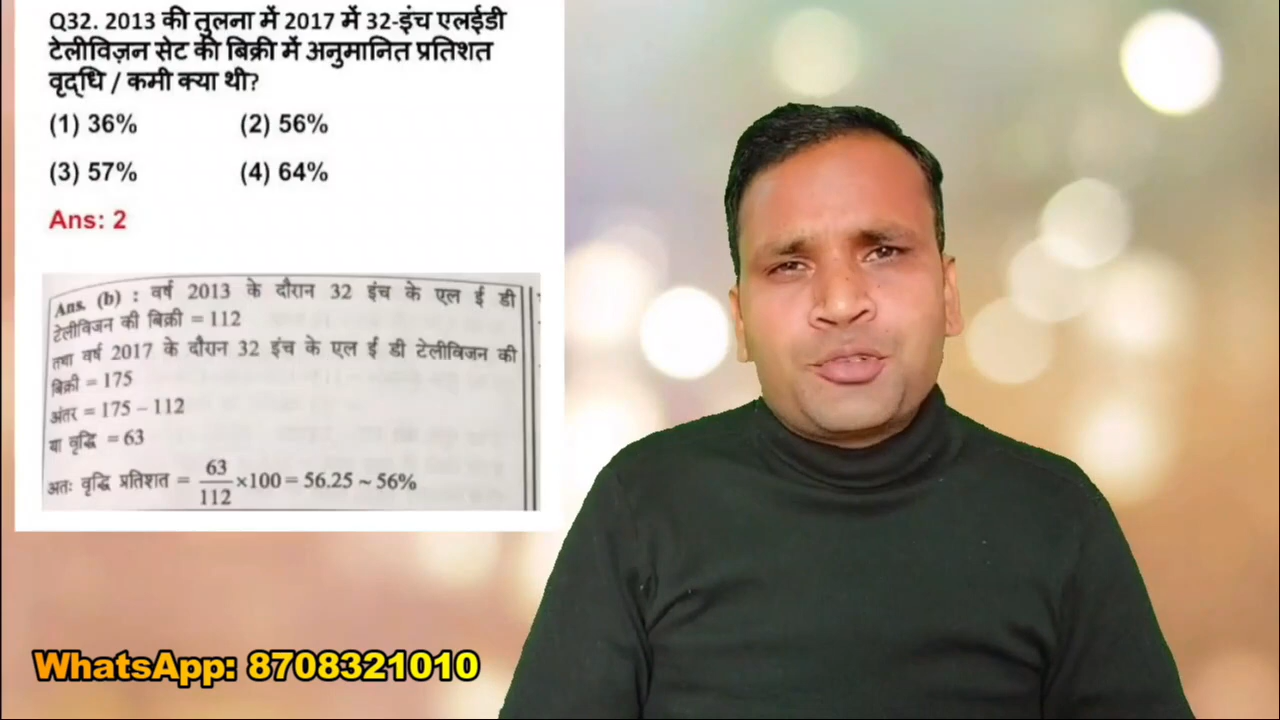 Q32. 2013 की तुलना में 2017 में 32-इंच एलईडी
टेलीविज़न सेट की बिक्री में अनुमानित प्रतिशत
वृद्धि / कमी क्या थी?
(1) 36% (2) 56%
(3) 57% (4) 64%
Ans: 2
Ans. (b) : वर्ष 2013 के दौरान 32 इंच के एल ई डी
टेलीविजन की बिक्री = 112
तथा वर्ष 2017 के दौरान 32 इंच के एल ई डी टेलीविजन की
बिक्री = 175
अंतर = 175 – 112
या वृद्धि = 63
अतः वृद्धि प्रतिशत = 63/112 ×100 = 56.25 ~ 56%
WhatsApp: 8708321010